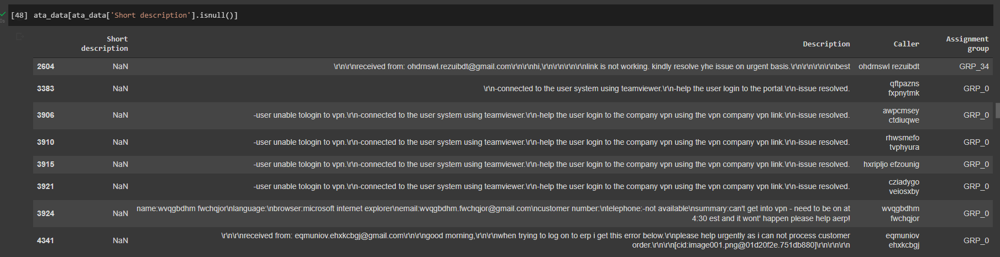 [48] ata_data[ata_data['Short description'].isnull()]
0s
Short description Description Caller Assignment group
2604 NaN \r\n\r\nreceived from: ohdrnswl.rezuibdt@gmail.com\r\n\r\nhi,\r\n\r\n\r\n\r\nlink is not working. kindly resolve yhe issue on urgent basis.\r\n\r\n\r\n\r\nbest ohdrnswl rezuibdt GRP_34
3383 NaN \r\n-connected to the user system using teamviewer.\r\n-help the user login to the portal.\r\n-issue resolved. qftpazns fxpnytmk GRP_0
3906 NaN -user unable tologin to vpn.\r\n-connected to the user system using teamviewer.\r\n-help the user login to the company vpn using the vpn company vpn link.\r\n-issue resolved. awpcmsey ctdiuqwe GRP_0
3910 NaN -user unable tologin to vpn.\r\n-connected to the user system using teamviewer.\r\n-help the user login to the company vpn using the vpn company vpn link.\r\n-issue resolved. rhwsmefo tvphyura GRP_0
3915 NaN -user unable tologin to vpn.\r\n-connected to the user system using teamviewer.\r\n-help the user login to the company vpn using the vpn company vpn link.\r\n-issue resolved. hxripljo efzounig GRP_0
3921 NaN -user unable tologin to vpn.\r\n-connected to the user system using teamviewer.\r\n-help the user login to the company vpn using the vpn company vpn link.\r\n-issue resolved. cziadygo veiosxby GRP_0
name:wvqgbdhm fwchqjor\nlanguage:\nbrowser:microsoft internet explorer\nemail:wvqgbdhm.fwchqjor@gmail.com\ncustomer number:\ntelephone:-not available\nsummary:can't get into vpn - need to be on at
3924 NaN 4:30 est and it wont' happen please help aerp! wvqgbdhm fwchqjor GRP_0
\r\n\r\nreceived from: eqmuniov.ehxkcbgj@gmail.com\r\n\r\ngood morning,\r\n\r\nwhen trying to log on to erp i get this error below.\r\nplease help urgently as i can not process customer
4341 NaN order.\r\n\r\n[cid:image001.png@01d20f2e.751db880]\r\n\r\n\r\n eqmuniov ehxkcbgj GRP_0